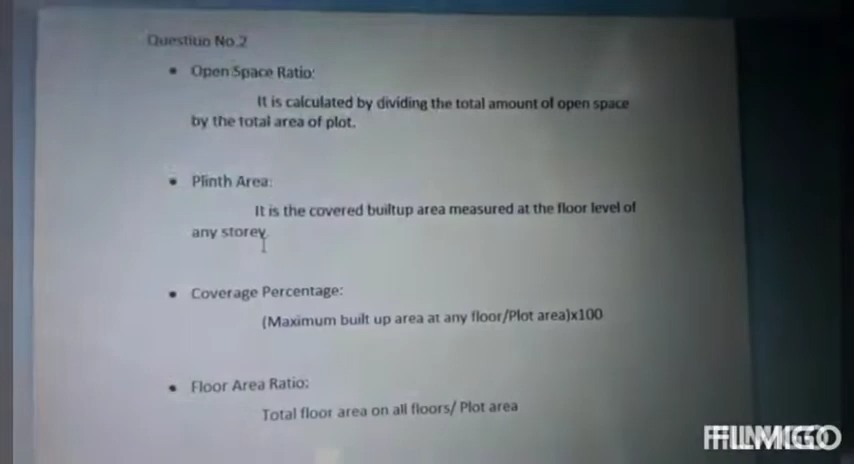 Question No.2
• Open Space Ratio:
It is calculated by dividing the total amount of open space
by the total area of plot.
• Plinth Area:
It is the covered builtup area measured at the floor level of
any storey.
• Coverage Percentage:
(Maximum built up area at any floor/Plot area)x100
• Floor Area Ratio:
Total floor area on all floors/ Plot area
FILMIGO